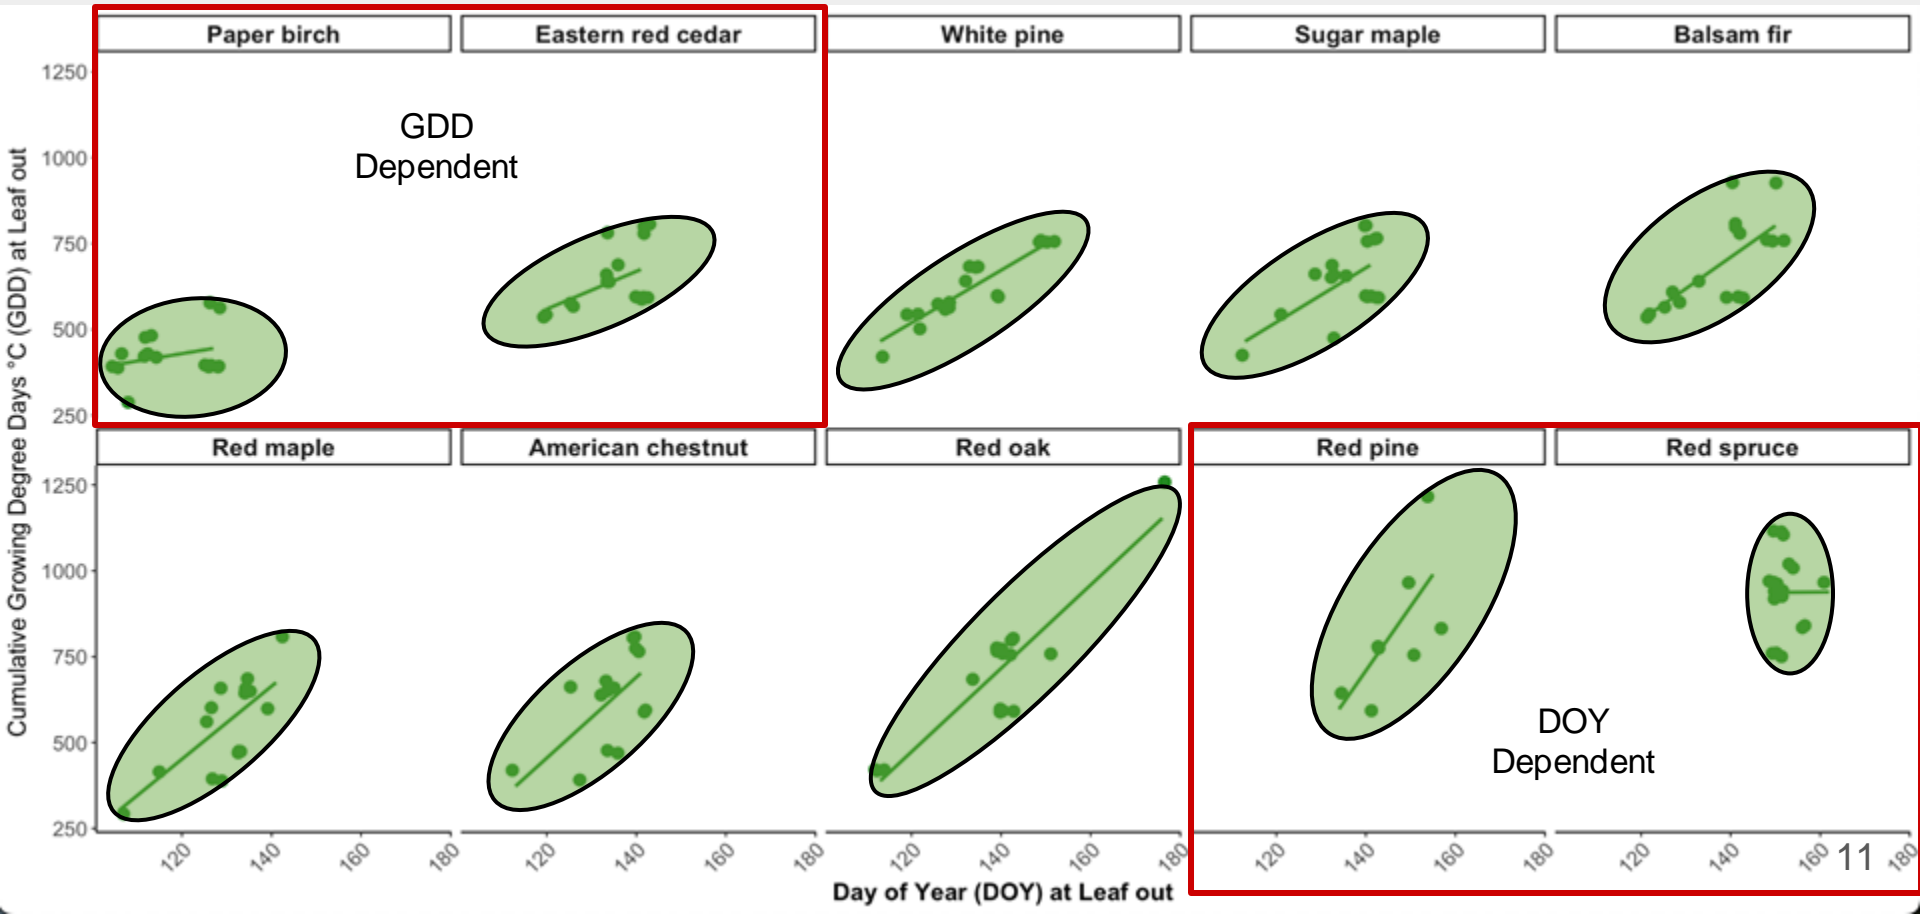 Paper birch
Eastern red cedar
White pine
Sugar maple
Balsam fir
GDD
Dependent
1250
1000
750
500
250
Cumulative Growing Degree Days °C (GDD) at Leaf out
Red maple
American chestnut
Red oak
Red pine
Red spruce
1250
1000
750
500
250
DOY
Dependent
120 140 160 180
120 140 160 180
120 140 160 180
120 140 160 180
120 140 160 180
11
Day of Year (DOY) at Leaf out